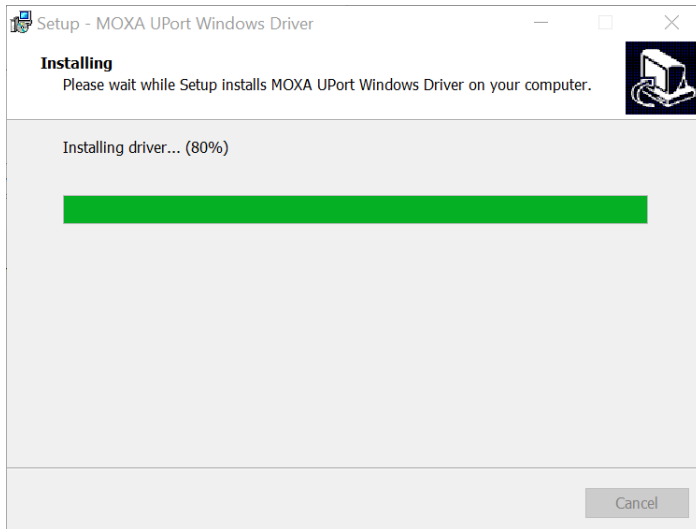 Setup - MOXA UPort Windows Driver
Installing
Please wait while Setup installs MOXA UPort Windows Driver on your computer.
Installing driver... (80%)
Cancel